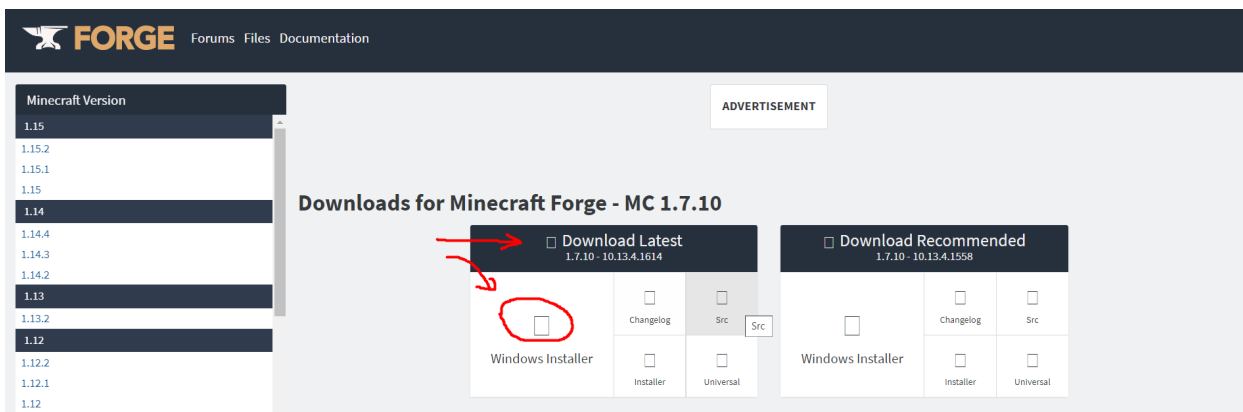 FORGE Forums Files Documentation
Minecraft Version
1.15
1.15.2
1.15.1
1.15
1.14
1.14.4
1.14.3
1.14.2
1.13
1.13.2
1.12
1.12.2
1.12.1
1.12
ADVERTISEMENT
Downloads for Minecraft Forge - MC 1.7.10
Download Latest
1.7.10 - 10.13.4.1614
Windows Installer
Changelog
Src
Src
Installer
Universal
Download Recommended
1.7.10 - 10.13.4.1558
Windows Installer
Changelog
Src
Installer
Universal